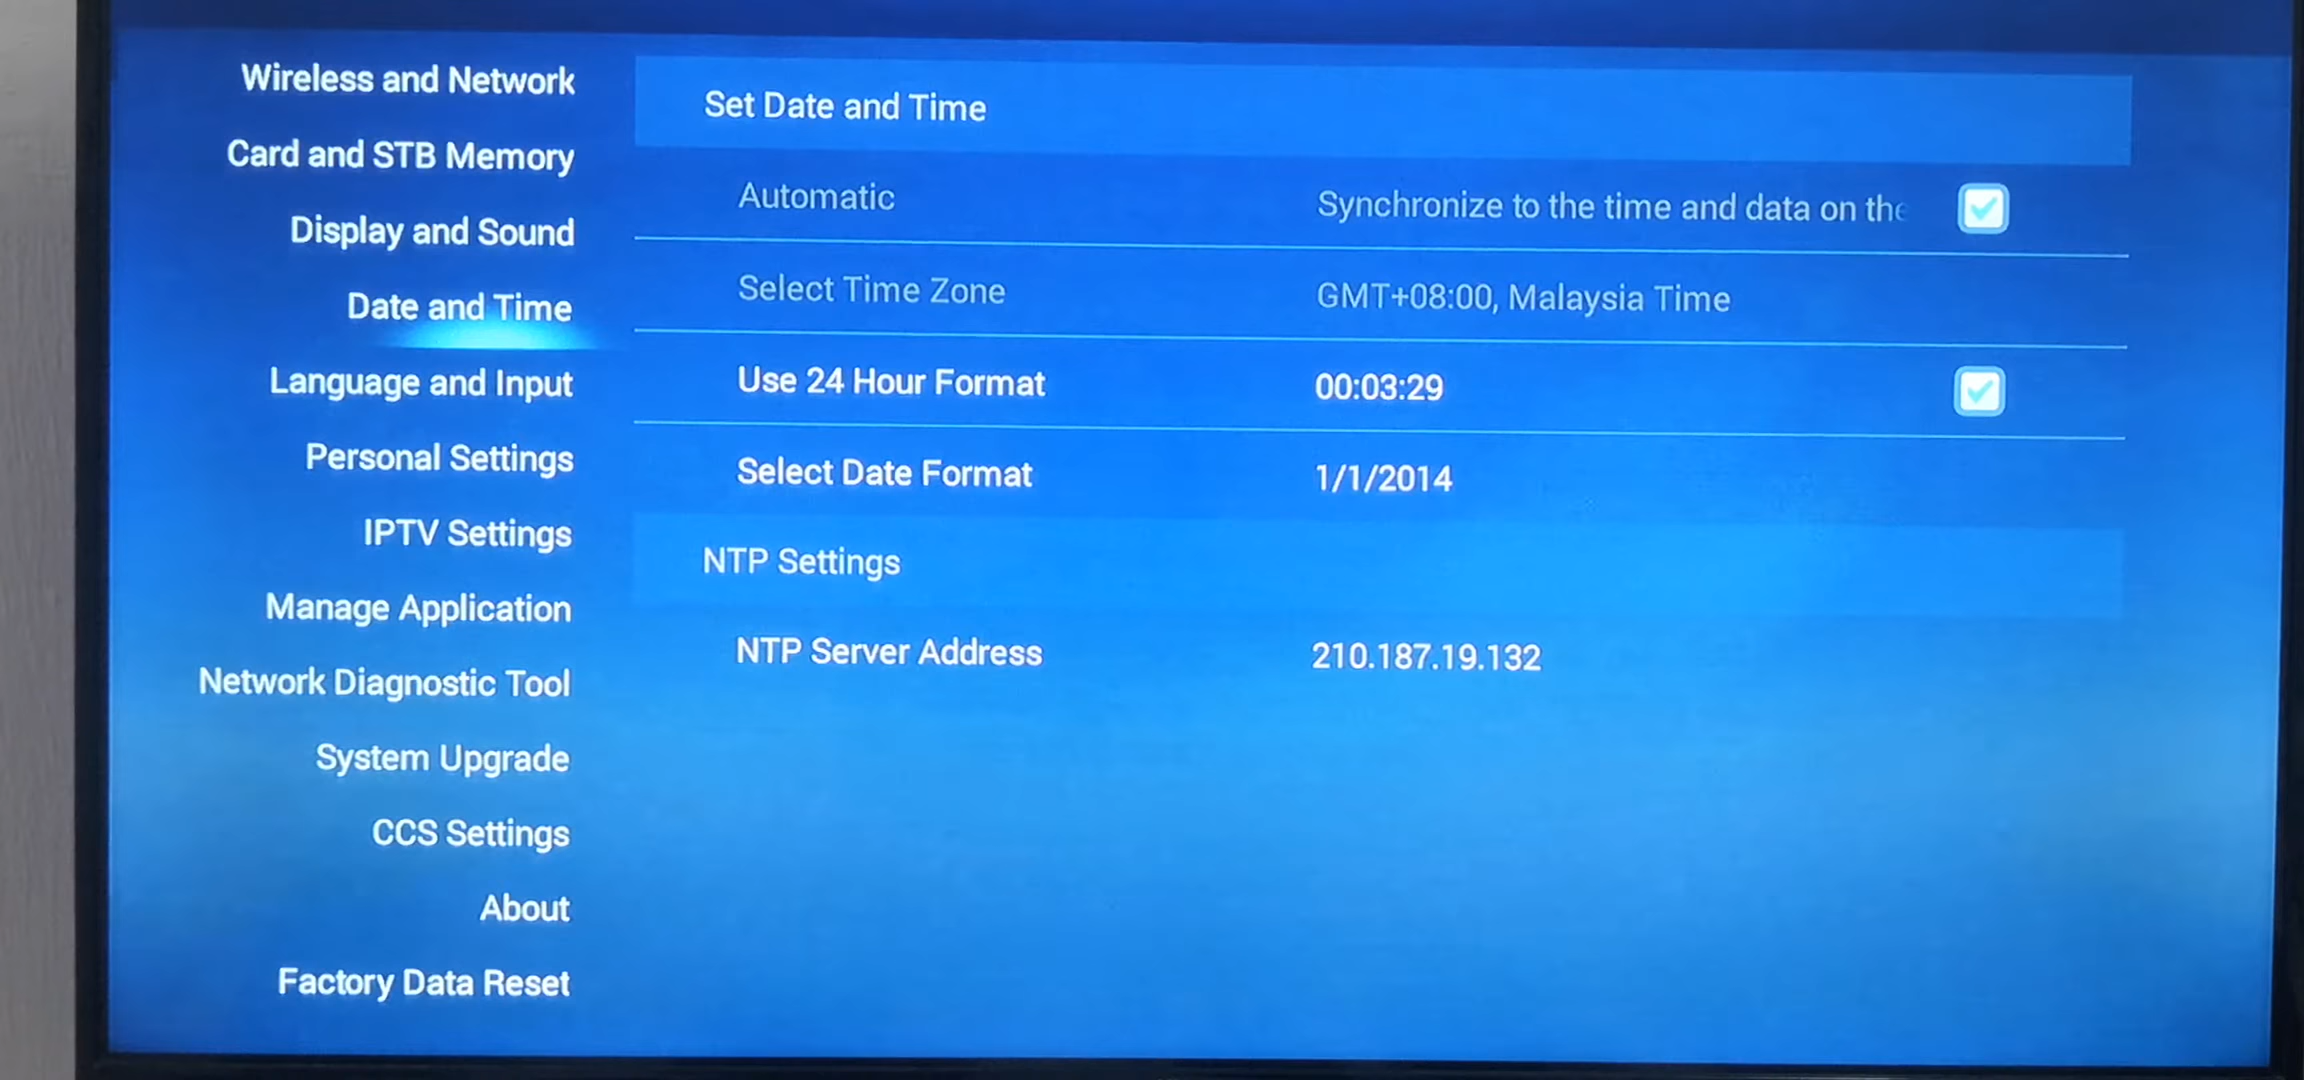 Wireless and Network
Card and STB Memory
Display and Sound
Date and Time
Language and Input
Personal Settings
IPTV Settings
Manage Application
Network Diagnostic Tool
System Upgrade
CCS Settings
About
Factory Data Reset
Set Date and Time
Automatic Synchronize to the time and data on the
Select Time Zone GMT+08:00, Malaysia Time
Use 24 Hour Format 00:03:29
Select Date Format 1/1/2014
NTP Settings
NTP Server Address 210.187.19.132